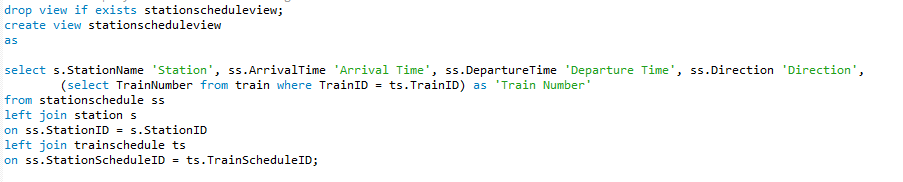 drop view if exists stationscheduleview;
create view stationscheduleview
as
select s.StationName 'Station', ss.ArrivalTime 'Arrival Time', ss.DepartureTime 'Departure Time', ss.Direction 'Direction',
(select TrainNumber from train where TrainID = ts.TrainID) as 'Train Number'
from stationschedule ss
left join station s
on ss.StationID = s.StationID
left join trainschedule ts
on ss.StationScheduleID = ts.TrainScheduleID;